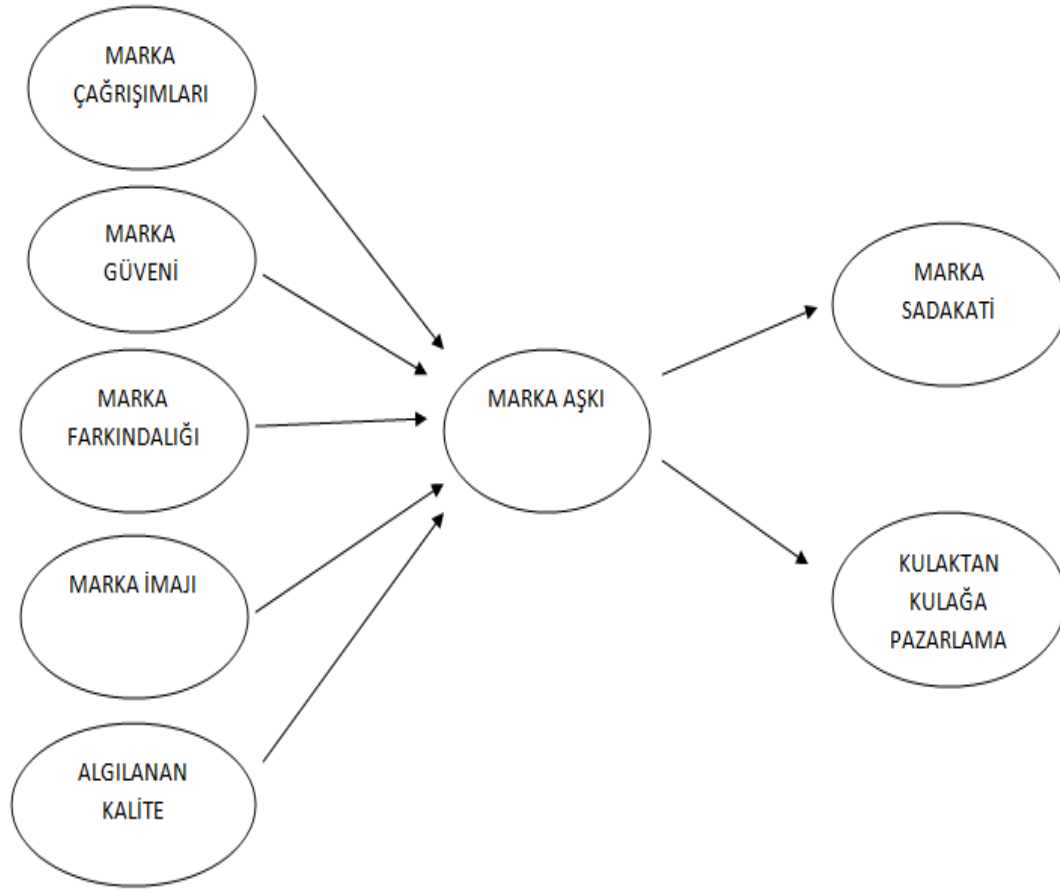 MARKA
ÇAĞRIŞIMLARI
MARKA
GÜVENİ
MARKA
FARKINDALIĞI
MARKA İMAJI
ALGILANAN
KALİTE
MARKA AŞKI
MARKA
SADAKATİ
KULAKTAN
KULAĞA
PAZARLAMA